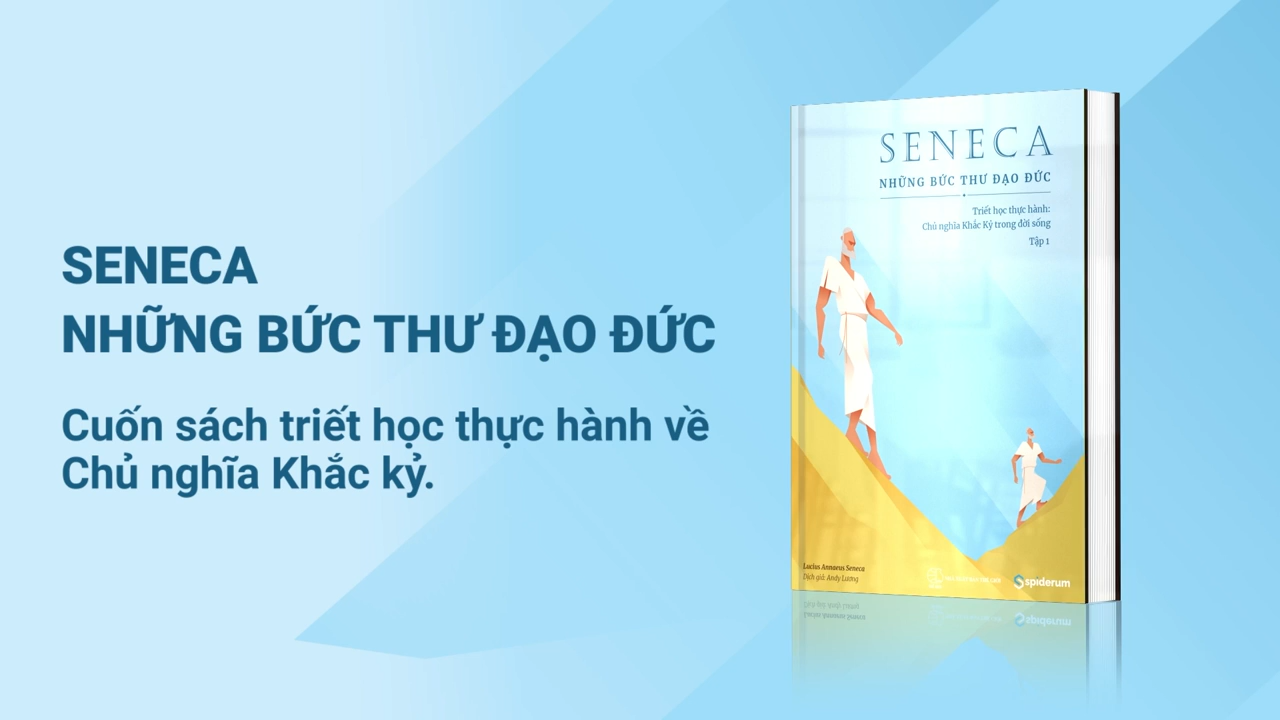 SENECA
NHỮNG BỨC THƯ ĐẠO ĐỨC
Cuốn sách triết học thực hành về
Chủ nghĩa Khắc kỷ.
SENECA
NHỮNG BỨC THƯ ĐẠO ĐỨC
Triết học thực hành:
Chủ nghĩa Khắc Kỷ trong đời sống
Tập 1
Lucius Annaeus Seneca
Dịch giả: Andy Lương
spiderum